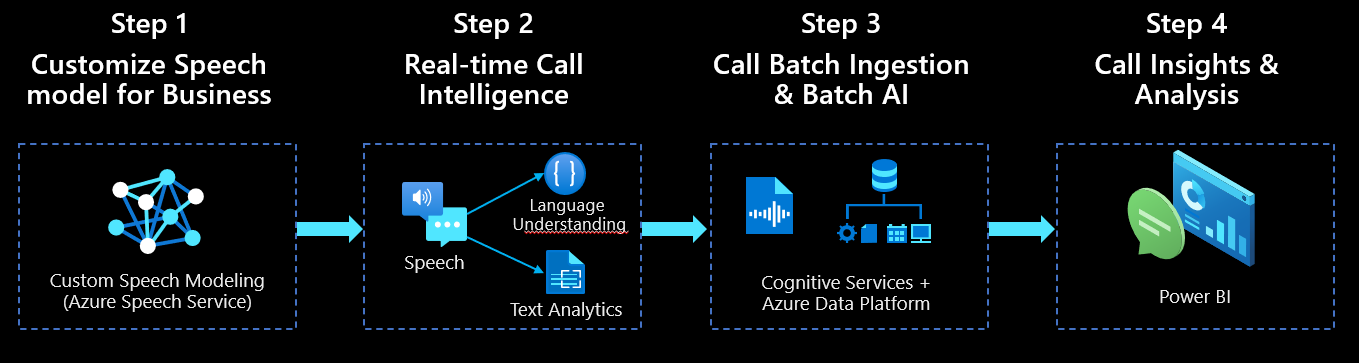 Step 1
Customize Speech
model for Business
Custom Speech Modeling
(Azure Speech Service)
Step 2
Real-time Call
Intelligence
Speech
{ }
Language
Understanding
Text Analytics
Step 3
Call Batch Ingestion
& Batch AI
Cognitive Services +
Azure Data Platform
Step 4
Call Insights &
Analysis
Power BI